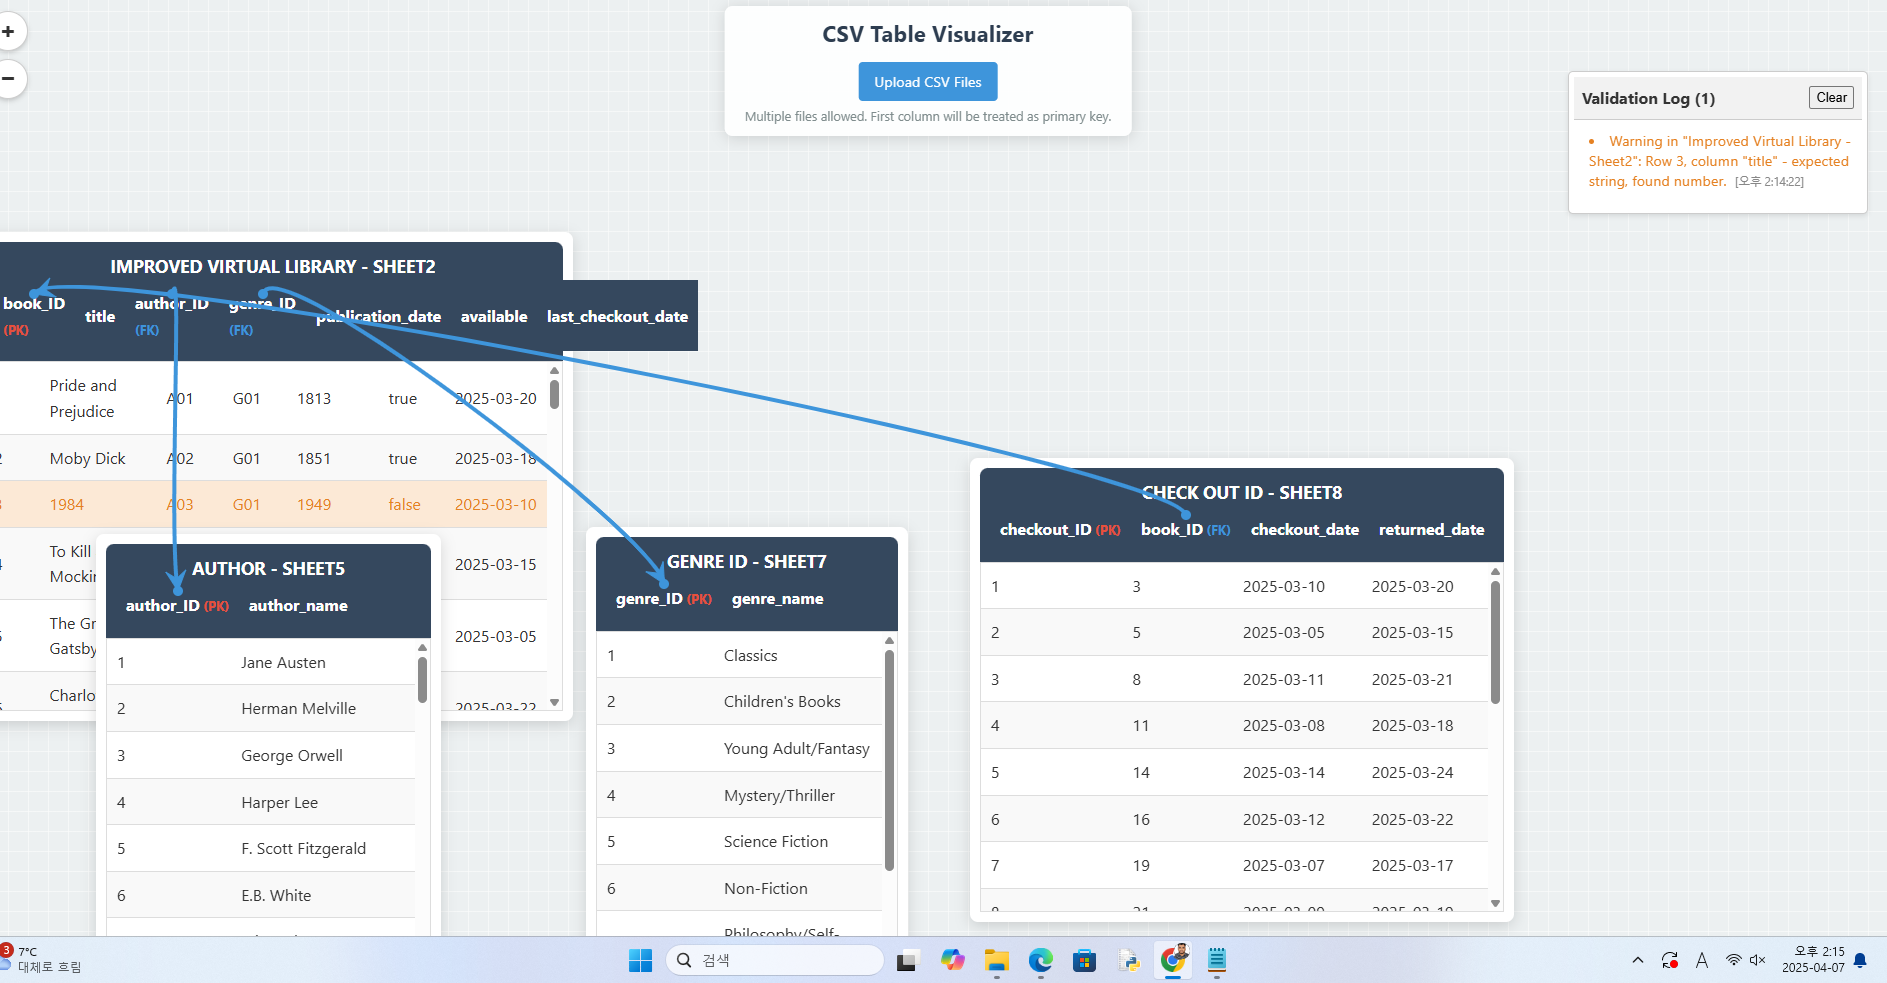 +
−
CSV Table Visualizer
Upload CSV Files
Multiple files allowed. First column will be treated as primary key.
Validation Log (1)
Clear
Warning in "Improved Virtual Library -
Sheet2": Row 3, column "title" - expected
string, found number. [오후 2:14:22]
IMPROVED VIRTUAL LIBRARY - SHEET2
book_ID (PK) title author_ID (FK) genre_ID (FK) publication_date available last_checkout_date
Pride and Prejudice A01 G01 1813 true 2025-03-20
2 Moby Dick A02 G01 1851 true 2025-03-18
3 1984 A03 G01 1949 false 2025-03-10
4 To Kill 2025-03-15
The Gr
Gatsby 2025-03-05
Charlo 2025-03-22
AUTHOR - SHEET5
author_ID (PK) author_name
1 Jane Austen
2 Herman Melville
3 George Orwell
4 Harper Lee
5 F. Scott Fitzgerald
6 E.B. White
GENRE ID - SHEET7
genre_ID (PK) genre_name
1 Classics
2 Children's Books
3 Young Adult/Fantasy
4 Mystery/Thriller
5 Science Fiction
6 Non-Fiction
Philosophy/Self-
CHECK OUT ID - SHEET8
checkout_ID (PK) book_ID (FK) checkout_date returned_date
1 3 2025-03-10 2025-03-20
2 5 2025-03-05 2025-03-15
3 8 2025-03-11 2025-03-21
4 11 2025-03-08 2025-03-18
5 14 2025-03-14 2025-03-24
6 16 2025-03-12 2025-03-22
7 19 2025-03-07 2025-03-17
8 21 2025-03-09 2025-03-19
3
7°C
대체로 흐림
검색
A
오후 2:15
2025-04-07